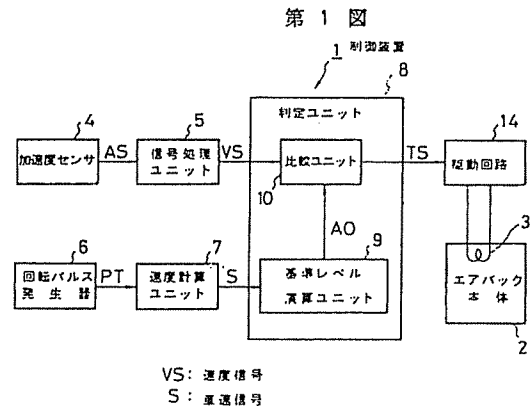 第 1 図
1 制御装置
8
判定ユニット
4
加速度センサ
AS
5
信号処理
ユニット
VS
比較ユニット
10
TS
14
駆動回路
AO
3
6
回転パルス
発生器
PT
7
速度計算
ユニット
S
9
基準レベル
演算ユニット
エアバック
本体
2
VS: 速度信号
S : 車速信号